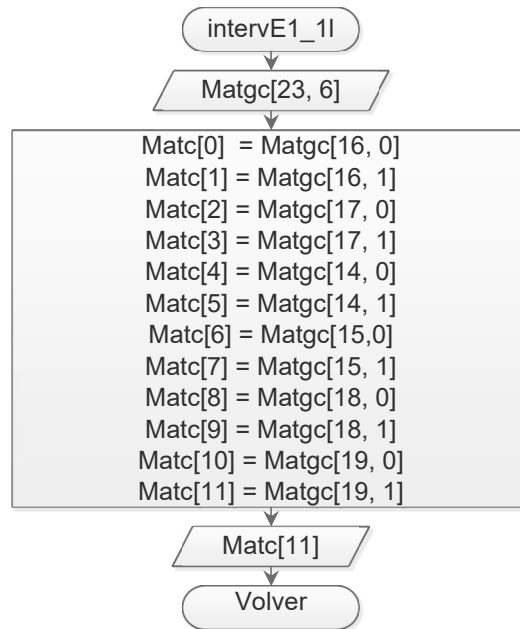 intervE1_1l
Matgc[23, 6]
Matc[0] = Matgc[16, 0]
Matc[1] = Matgc[16, 1]
Matc[2] = Matgc[17, 0]
Matc[3] = Matgc[17, 1]
Matc[4] = Matgc[14, 0]
Matc[5] = Matgc[14, 1]
Matc[6] = Matgc[15,0]
Matc[7] = Matgc[15, 1]
Matc[8] = Matgc[18, 0]
Matc[9] = Matgc[18, 1]
Matc[10] = Matgc[19, 0]
Matc[11] = Matgc[19, 1]
Matc[11]
Volver